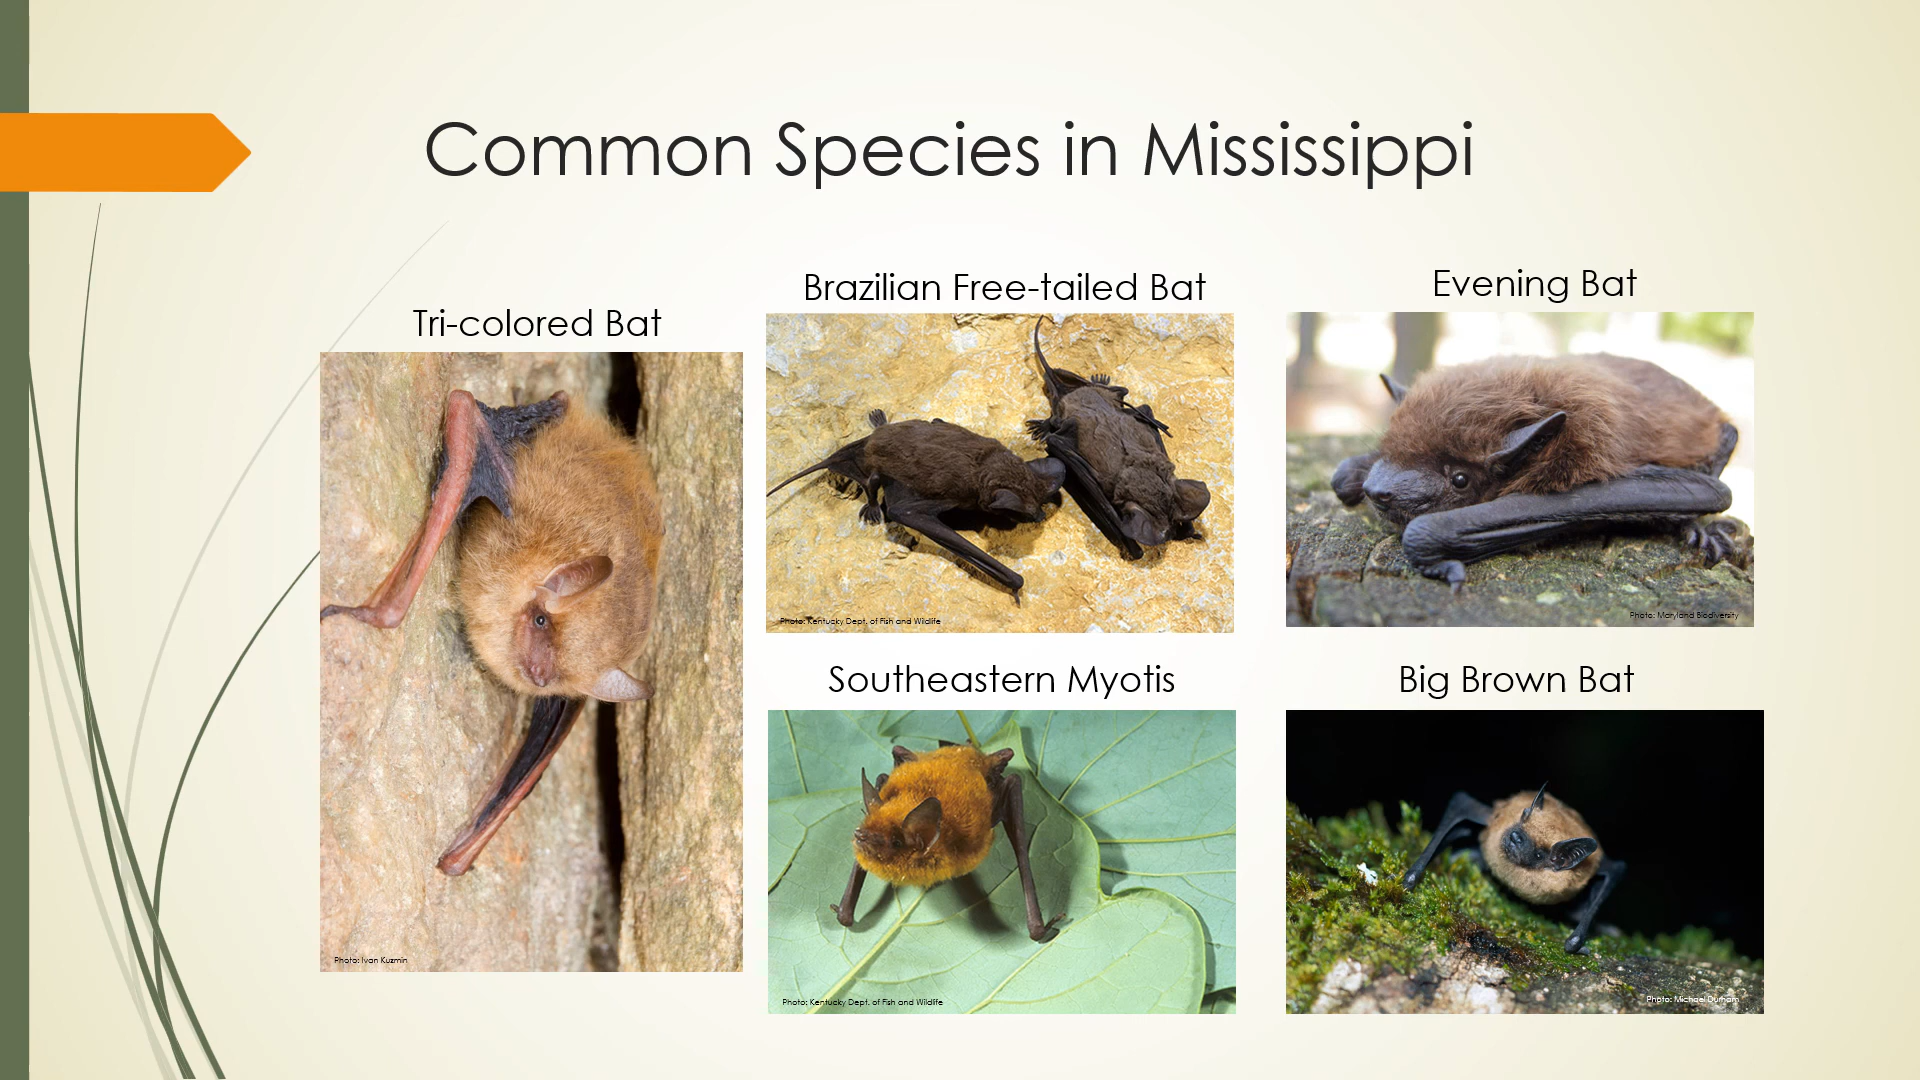 Common Species in Mississippi
Tri-colored Bat
Photo: Ivan Kuzmin
Brazilian Free-tailed Bat
Photo: Kentucky Dept. of Fish and Wildlife
Evening Bat
Photo: Maryland Biodiversity
Southeastern Myotis
Photo: Kentucky Dept. of Fish and Wildlife
Big Brown Bat
Photo: Michael Durham